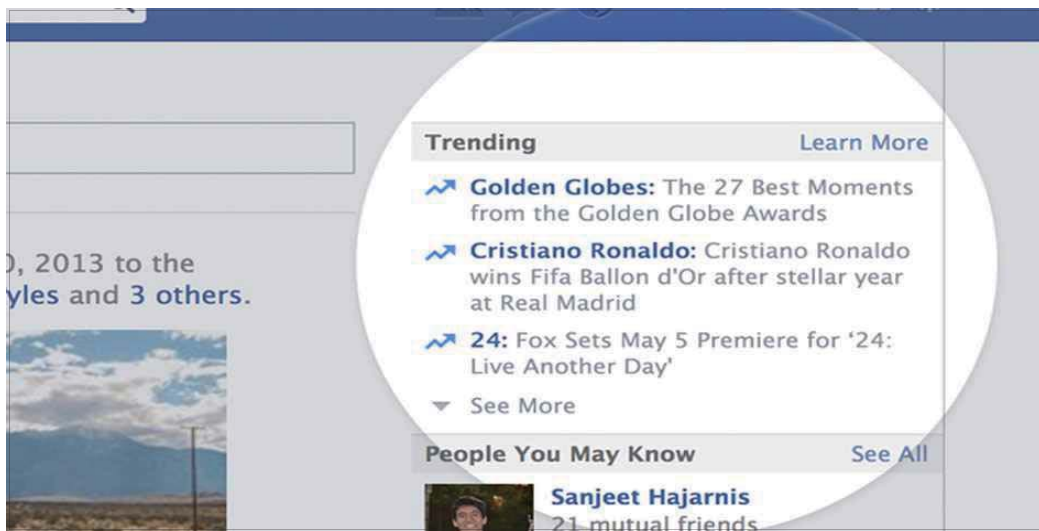 Trending Learn More
Golden Globes: The 27 Best Moments
from the Golden Globe Awards
Cristiano Ronaldo: Cristiano Ronaldo
wins Fifa Ballon d'Or after stellar year
at Real Madrid
24: Fox Sets May 5 Premiere for ‘24:
Live Another Day'
See More
, 2013 to the
yles and 3 others.
People You May Know See All
Sanjeet Hajarnis
21 mutual friends